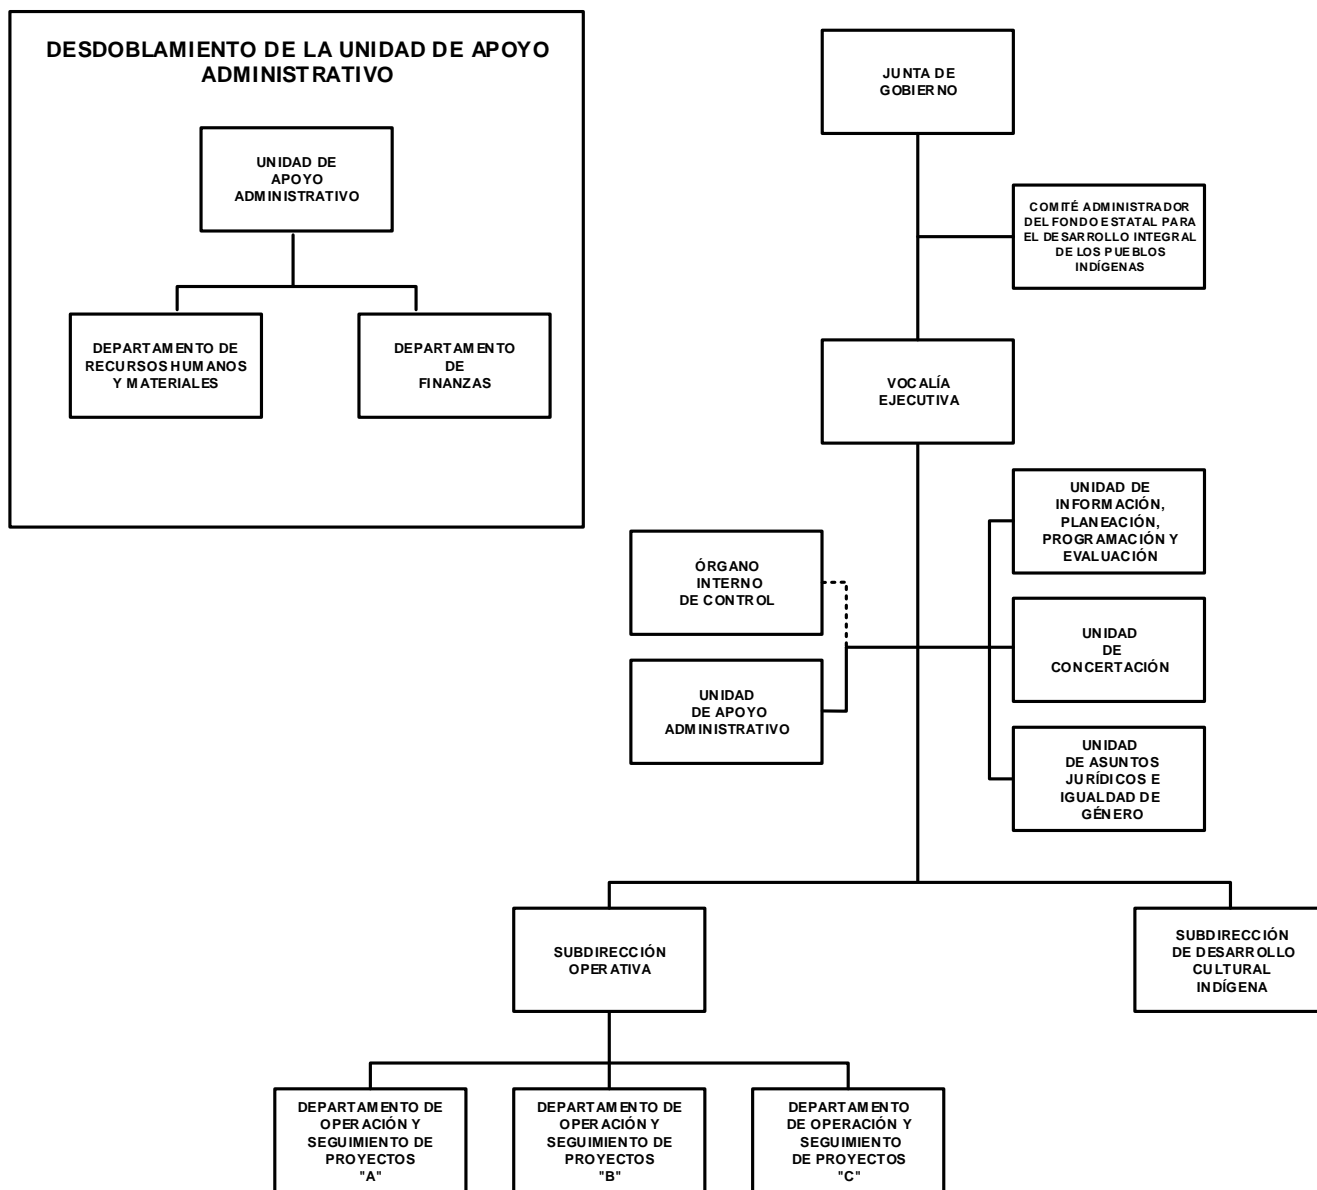 DESDOBLAMIENTO DE LA UNIDAD DE APOYO
ADMINISTRATIVO
UNIDAD DE
APOYO
ADMINISTRATIVO
DEPARTAMENTO DE
RECURSOS HUMANOS
Y MATERIALES
DEPARTAMENTO
DE
FINANZAS
JUNTA DE
GOBIERNO
COMITÉ ADMINISTRADOR
DEL FONDO ESTATAL PARA
EL DESARROLLO INTEGRAL
DE LOS PUEBLOS
INDÍGENAS
VOCALÍA
EJECUTIVA
UNIDAD DE
INFORMACIÓN,
PLANEACIÓN,
PROGRAMACIÓN Y
EVALUACIÓN
ÓRGANO
INTERNO
DE CONTROL
UNIDAD
DE
CONCERTACIÓN
UNIDAD
DE APOYO
ADMINISTRATIVO
UNIDAD
DE ASUNTOS
JURÍDICOS E
IGUALDAD DE
GÉNERO
SUBDIRECCIÓN
OPERATIVA
SUBDIRECCIÓN
DE DESARROLLO
CULTURAL
INDÍGENA
DEPARTAMENTO DE
OPERACIÓN Y
SEGUIMIENTO DE
PROYECTOS
"A"
DEPARTAMENTO DE
OPERACIÓN Y
SEGUIMIENTO DE
PROYECTOS
"B"
DEPARTAMENTO
DE OPERACIÓN Y
SEGUIMIENTO
DE PROYECTOS
"C"